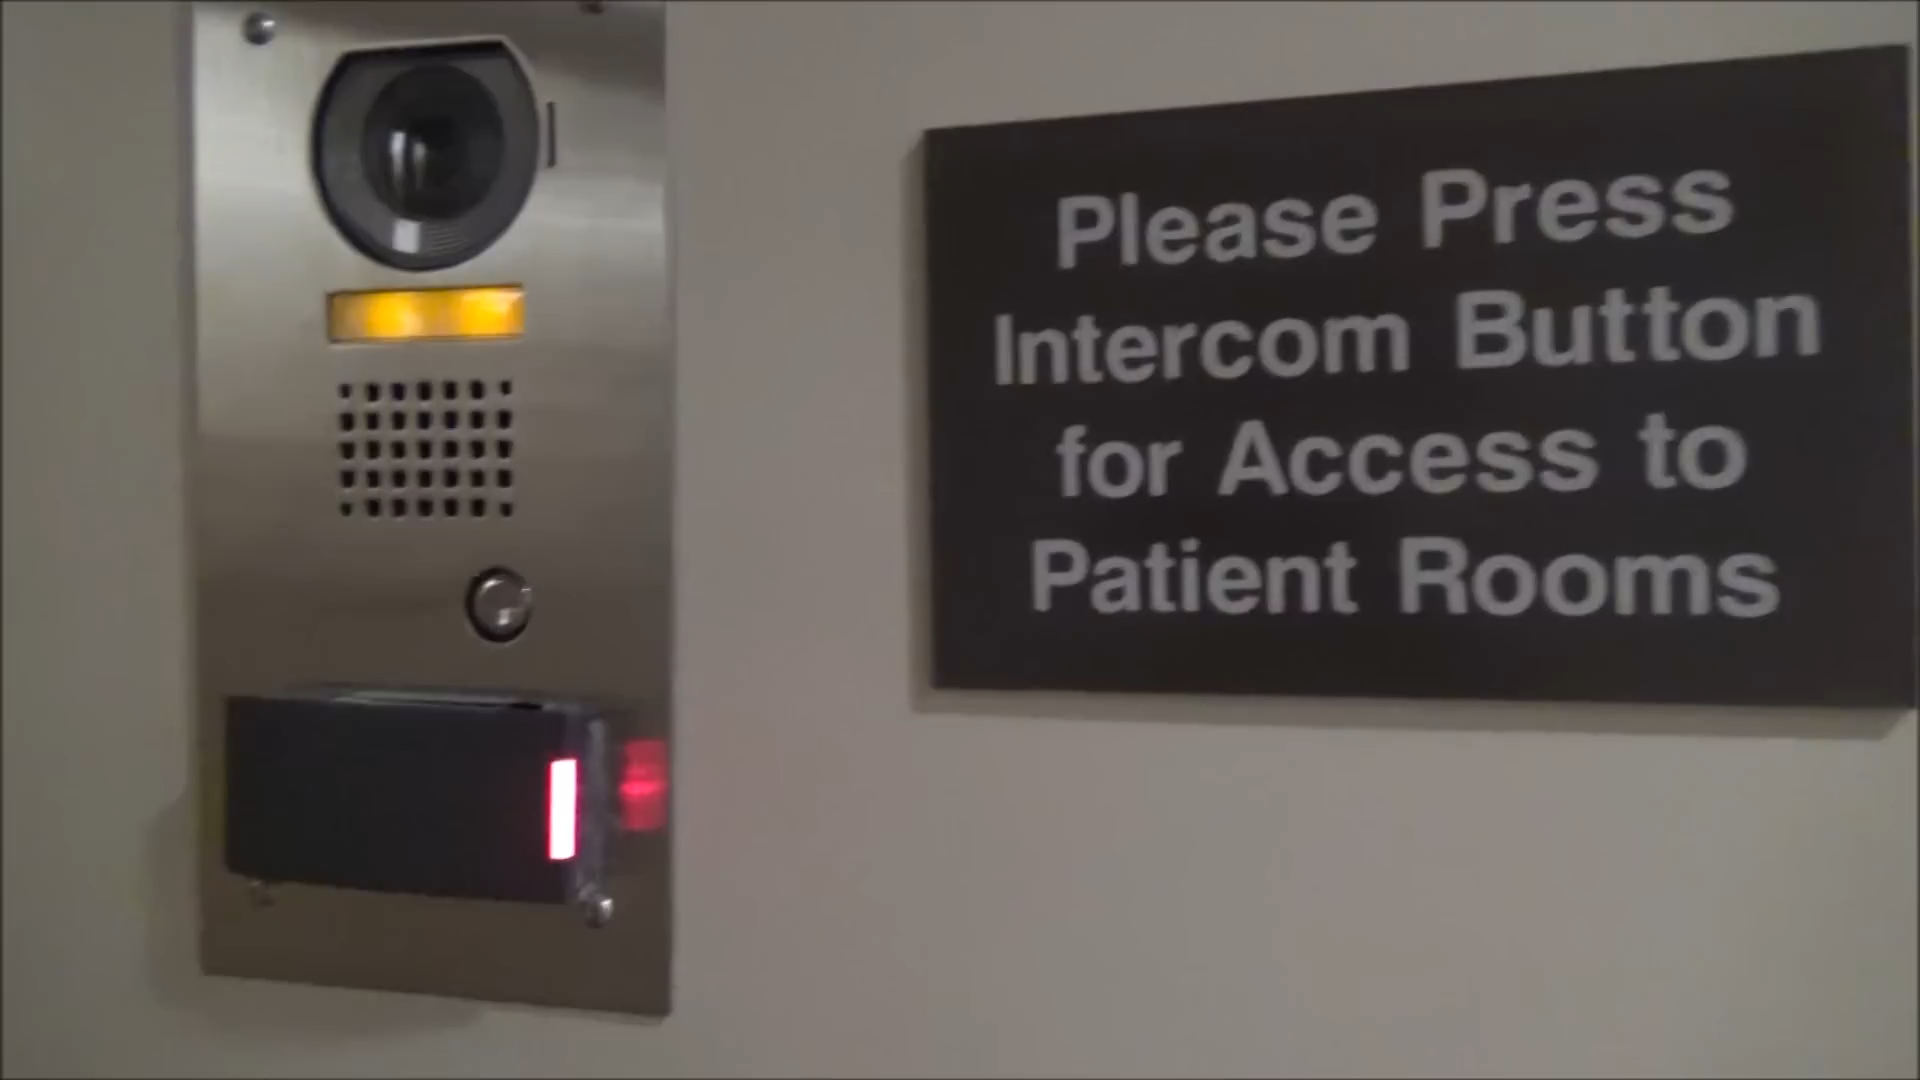 Please Press
Intercom Button
for Access to
Patient Rooms